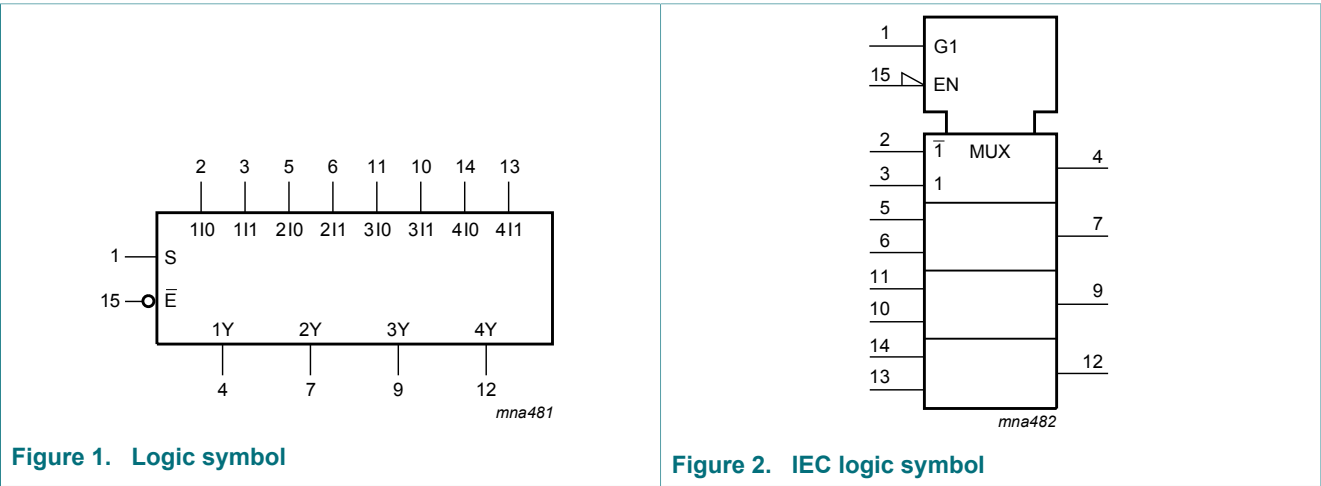 2 3 5 6 11 10 14 13
1I0 1I1 2I0 2I1 3I0 3I1 4I0 4I1
1 S
15 E̅
1Y 2Y 3Y 4Y
4 7 9 12
mna481
Figure 1. Logic symbol
1 G1
15 EN
2 1̅ MUX 4
3 1
5 7
6
11 9
10
14 12
13
mna482
Figure 2. IEC logic symbol